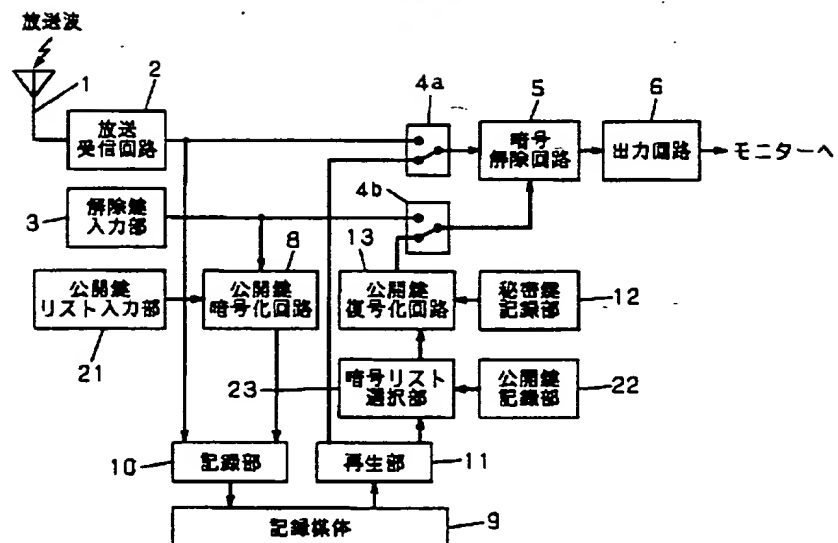 放送波
1
2
放送
受信回路
4a
5
暗号
解除回路
6
出力回路
モニターへ
3
解除鍵
入力部
4b
8
13
公開鍵
リスト入力部
21
公開鍵
暗号化回路
公開鍵
復号化回路
秘密鍵
記録部
12
23
暗号リスト
選択部
公開鍵
記録部
22
10
記録部
再生部
11
記録媒体
9